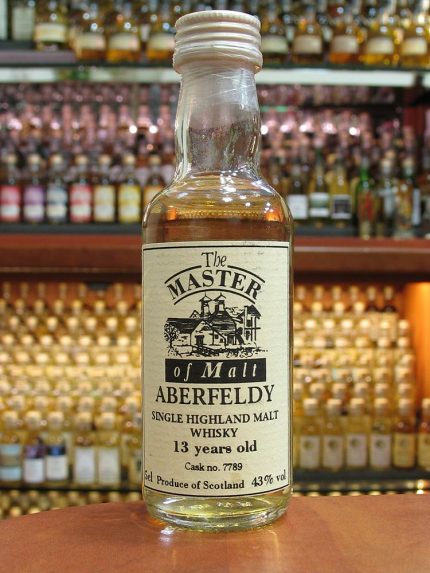 The
MASTER
of Malt
ABERFELDY
SINGLE HIGHLAND MALT
WHISKY
13 years old
Cask no. 7789
5cl Produce of Scotland 43% vol